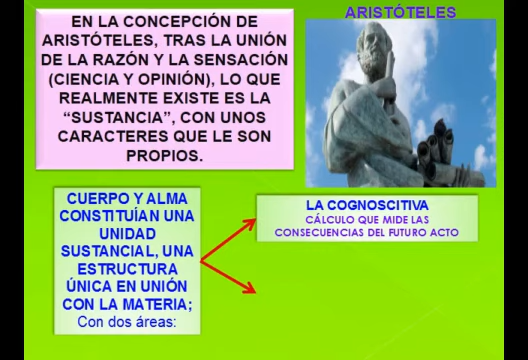 EN LA CONCEPCIÓN DE
ARISTÓTELES, TRAS LA UNIÓN
DE LA RAZÓN Y LA SENSACIÓN
(CIENCIA Y OPINIÓN), LO QUE
REALMENTE EXISTE ES LA
“SUSTANCIA”, CON UNOS
CARACTERES QUE LE SON
PROPIOS.
ARISTÓTELES
CUERPO Y ALMA
CONSTITUÍAN UNA
UNIDAD
SUSTANCIAL, UNA
ESTRUCTURA
ÚNICA EN UNIÓN
CON LA MATERIA;
Con dos áreas:
LA COGNOSCITIVA
CÁLCULO QUE MIDE LAS
CONSECUENCIAS DEL FUTURO ACTO